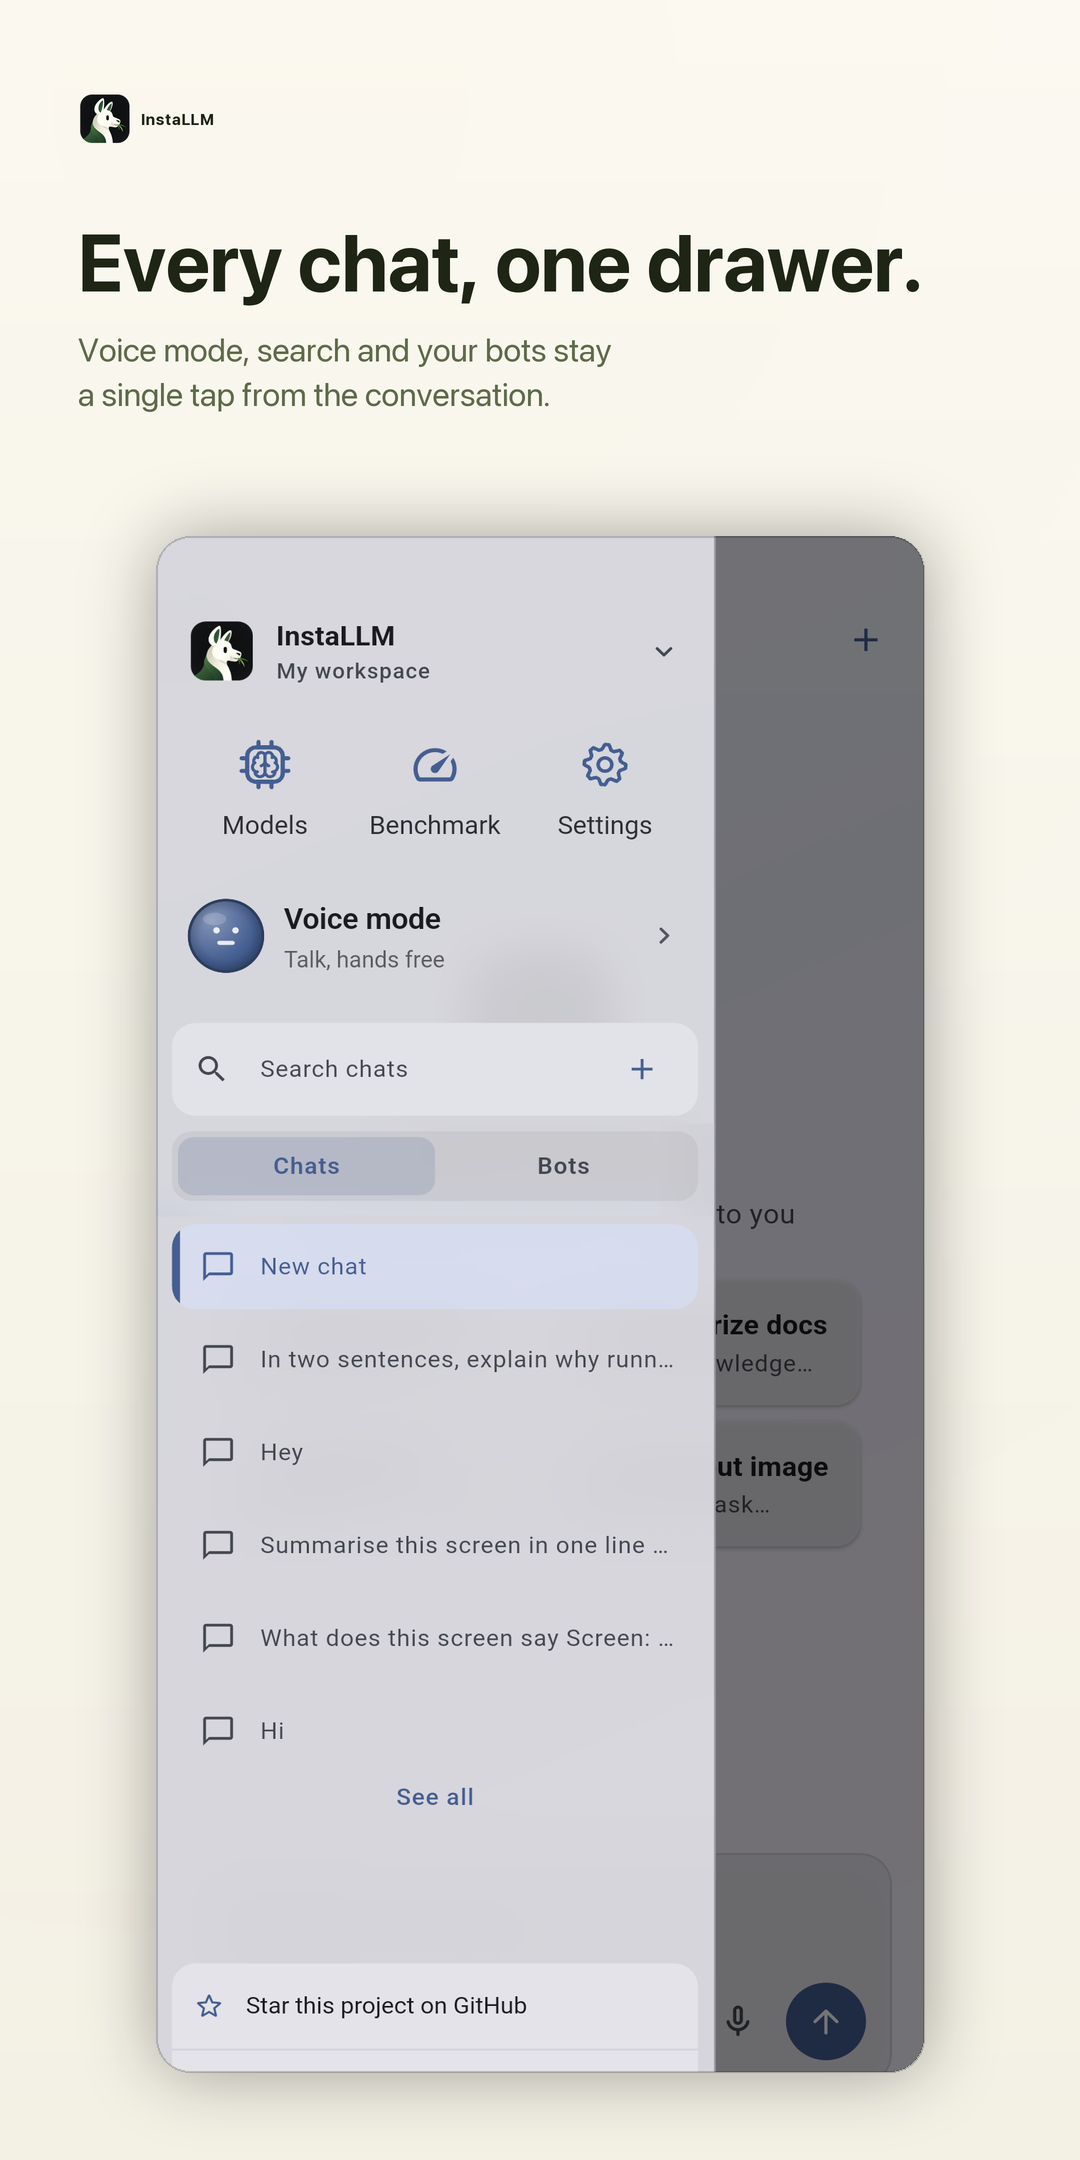 InstaLLM
Every chat, one drawer.
Voice mode, search and your bots stay
a single tap from the conversation.
InstaLLM
My workspace
Models
Benchmark
Settings
Voice mode
Talk, hands free
Search chats
Chats
Bots
New chat
In two sentences, explain why runn…
Hey
Summarise this screen in one line …
What does this screen say Screen: …
Hi
See all
Star this project on GitHub
to you
rize docs
wledge…
ut image
ask…